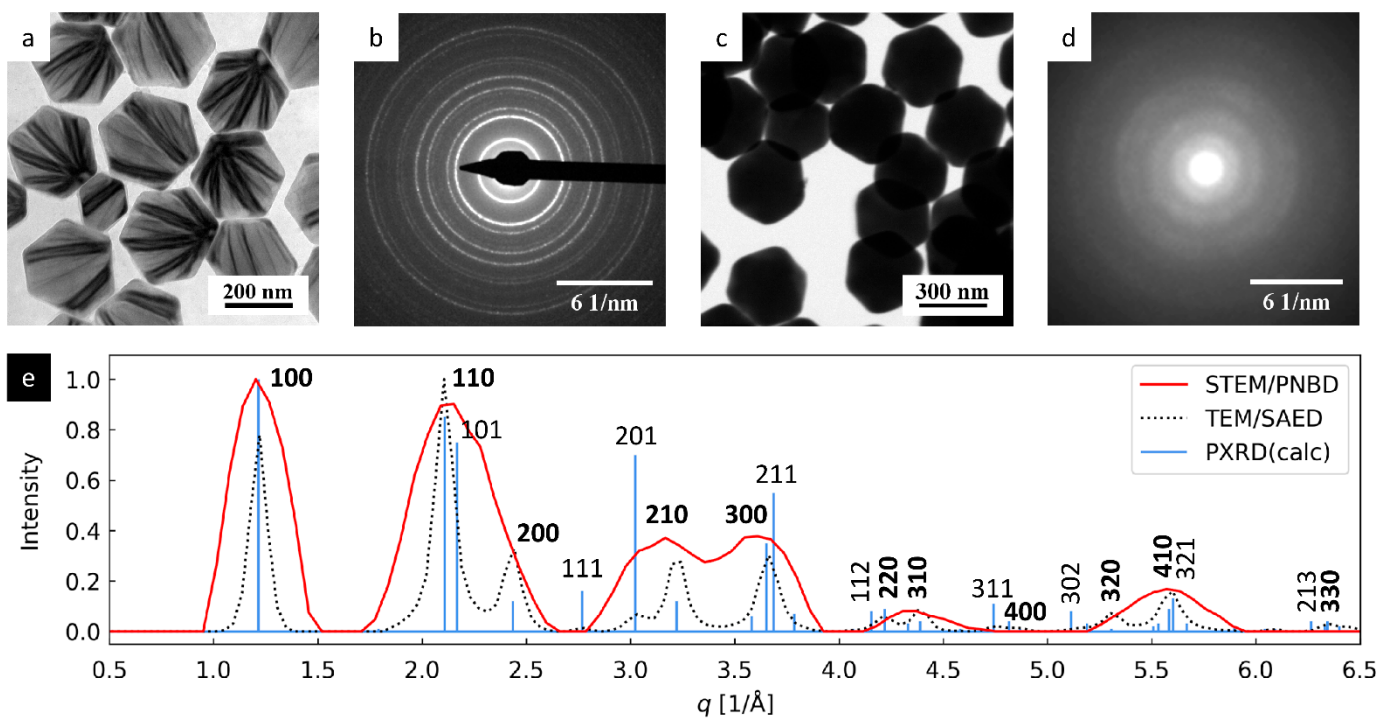 a
b
c
d
200 nm
6 1/nm
300 nm
6 1/nm
e
Intensity
1.0
0.8
0.6
0.4
0.2
0.0
100
110
101
200
111
201
210
300
211
112
220
310
311
400
302
320
410
321
213
330
STEM/PNBD
TEM/SAED
PXRD(calc)
0.5 1.0 1.5 2.0 2.5 3.0 3.5 4.0 4.5 5.0 5.5 6.0 6.5
q [1/Å]